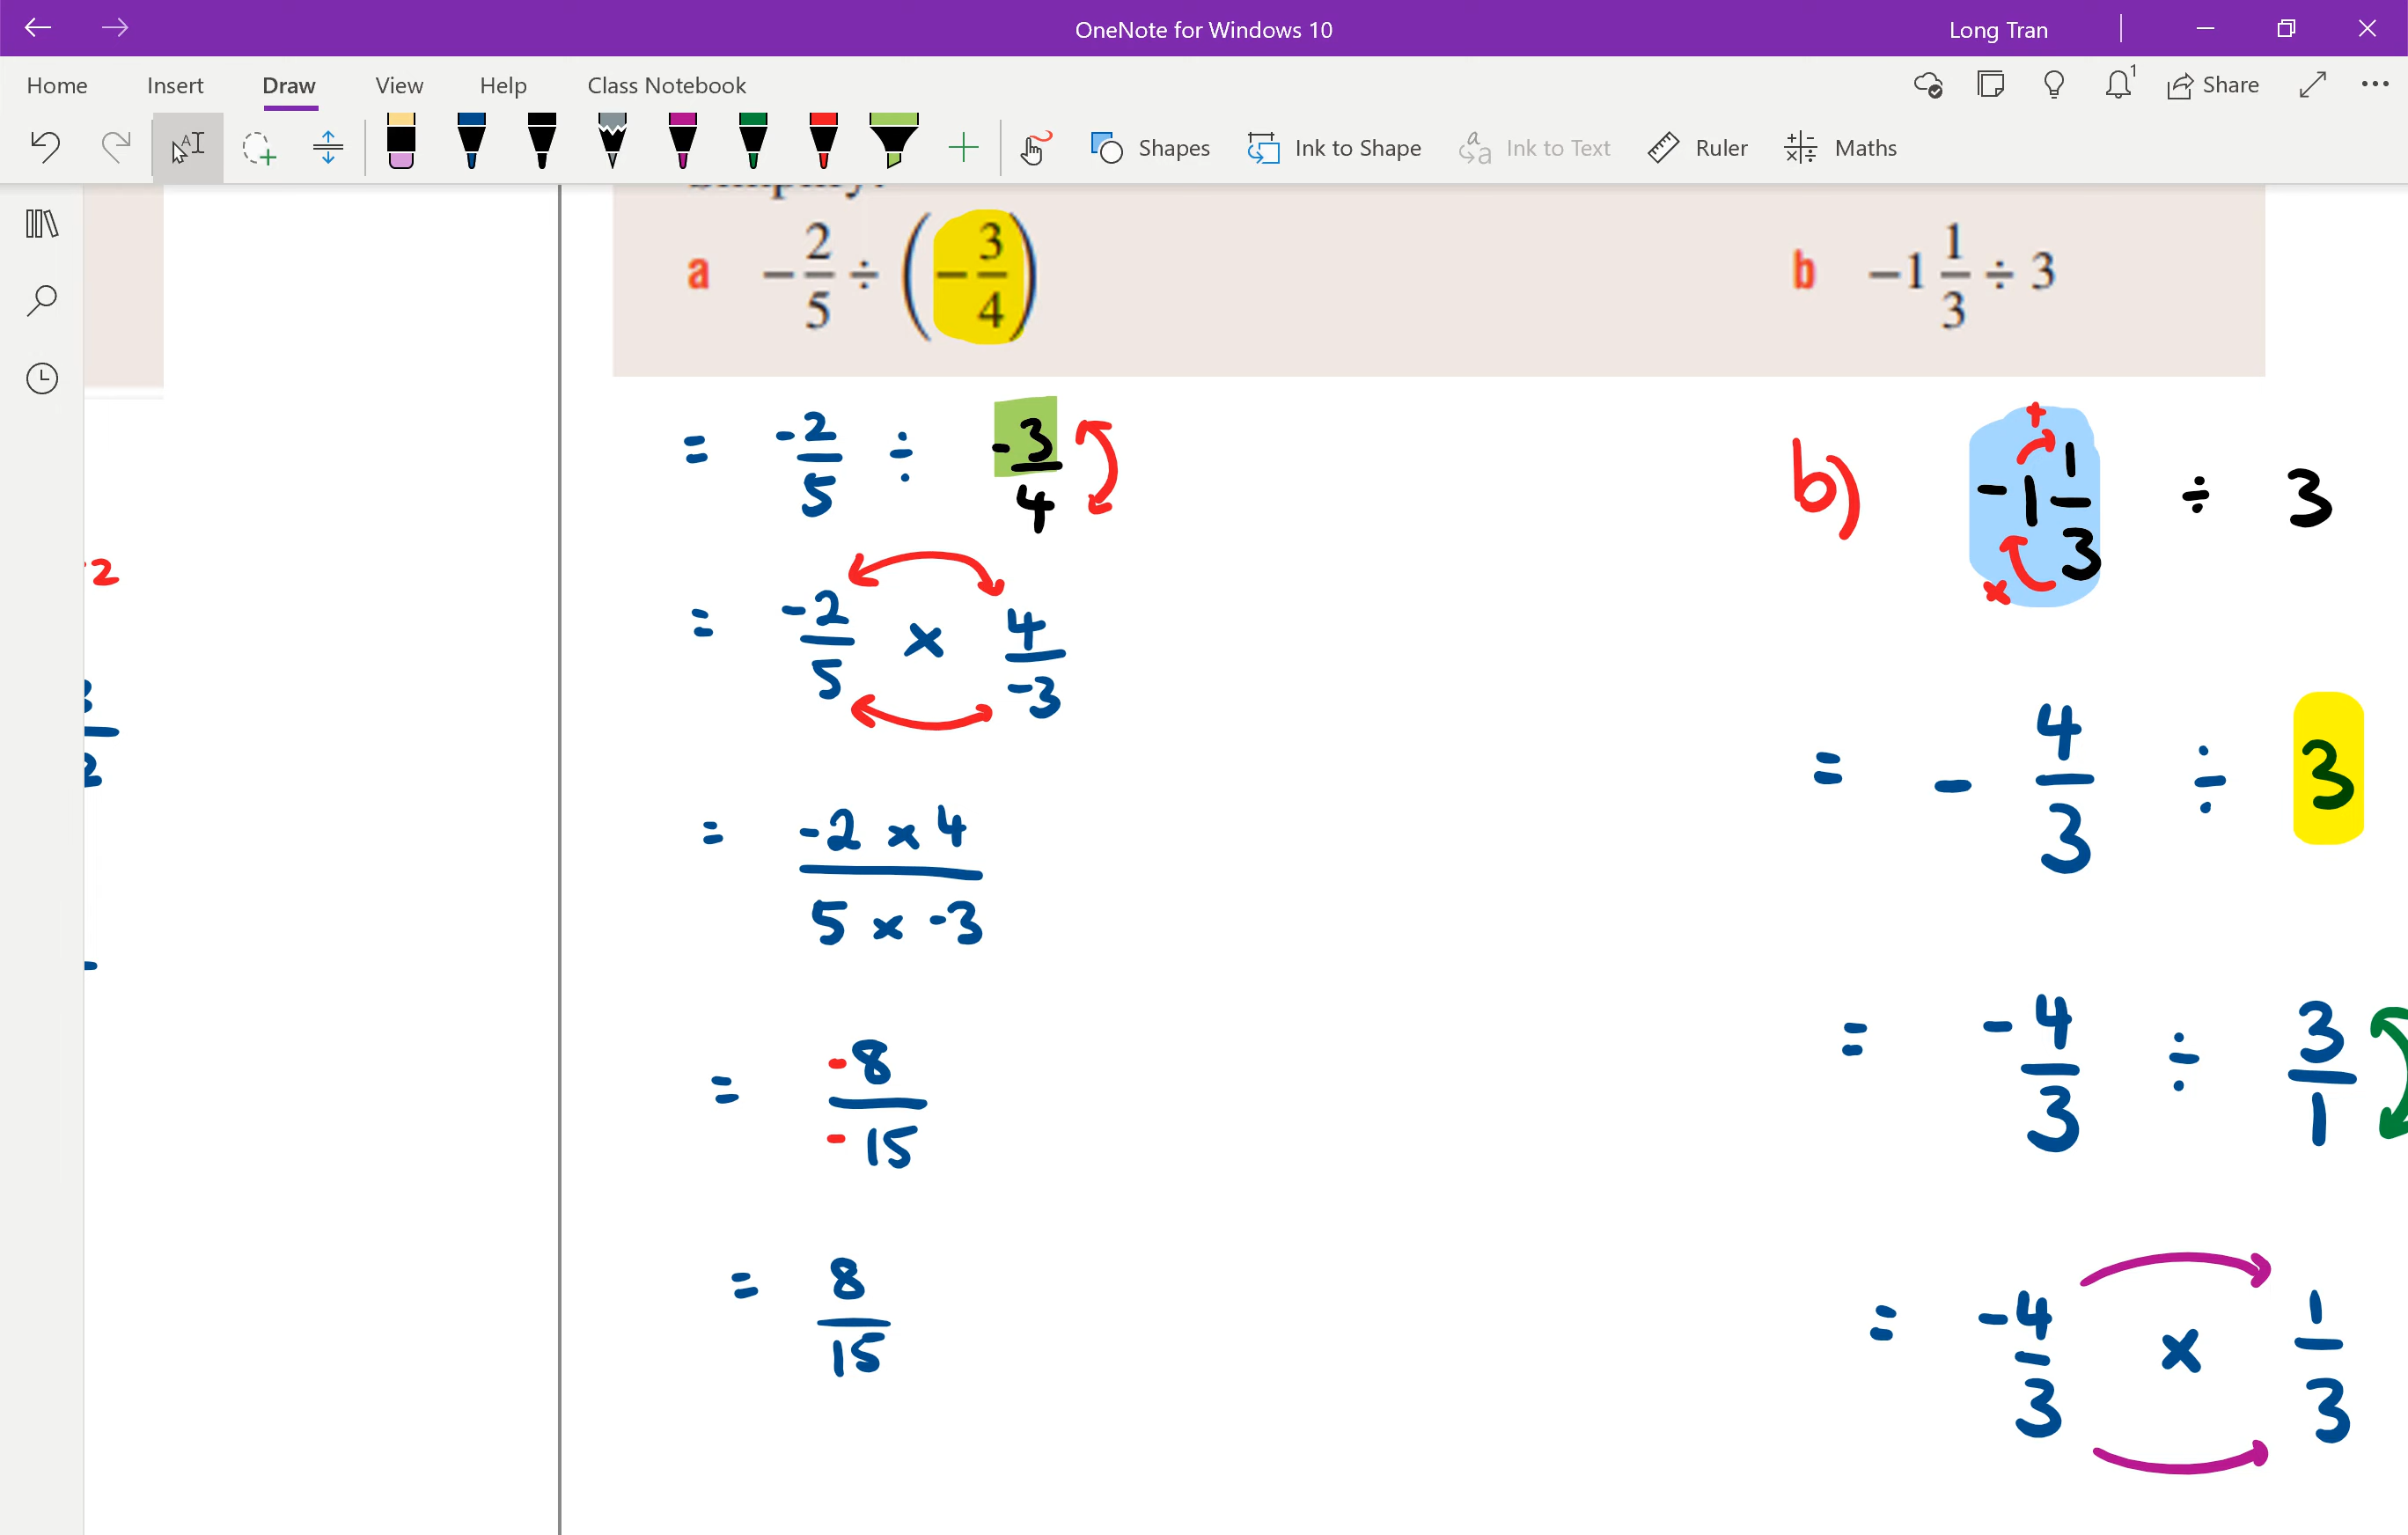 OneNote for Windows 10
Long Tran
Home Insert Draw View Help Class Notebook
1
Share
Shapes Ink to Shape Ink to Text Ruler Maths
a -2/5 ÷ (-3/4)
b -1 1/3 ÷ 3
= -2/5 ÷ -3/4
= -2/5 x 4/-3
= -2 x 4 / 5 x -3
= -8/-15
= 8/15
b) -1 1/3 ÷ 3
+
x
= - 4/3 ÷ 3
= -4/3 ÷ 3/1
= -4/3 x 1/3
-2